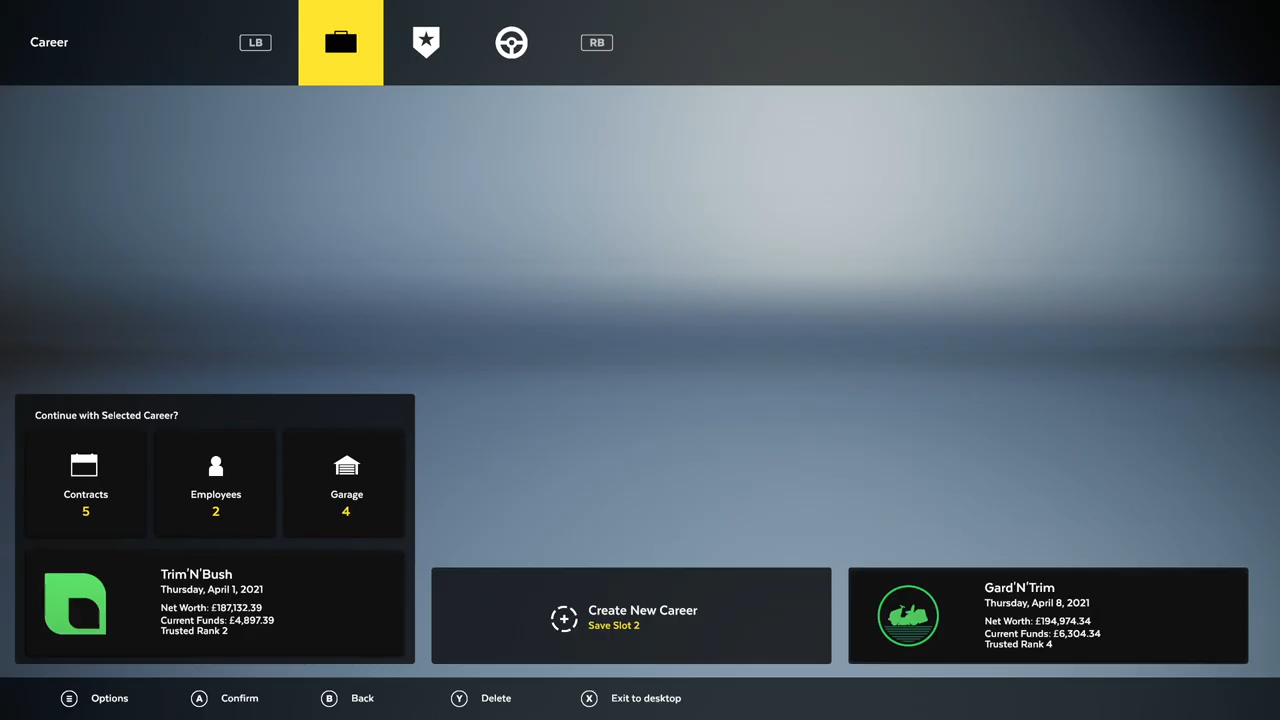 Career
LB
RB
Continue with Selected Career?
Contracts
5
Employees
2
Garage
4
Trim'N'Bush
Thursday, April 1, 2021
Net Worth: £187,132.39
Current Funds: £4,897.39
Trusted Rank 2
Create New Career
Save Slot 2
Gard'N'Trim
Thursday, April 8, 2021
Net Worth: £194,974.34
Current Funds: £6,304.34
Trusted Rank 4
Options
A Confirm
B Back
Y Delete
X Exit to desktop